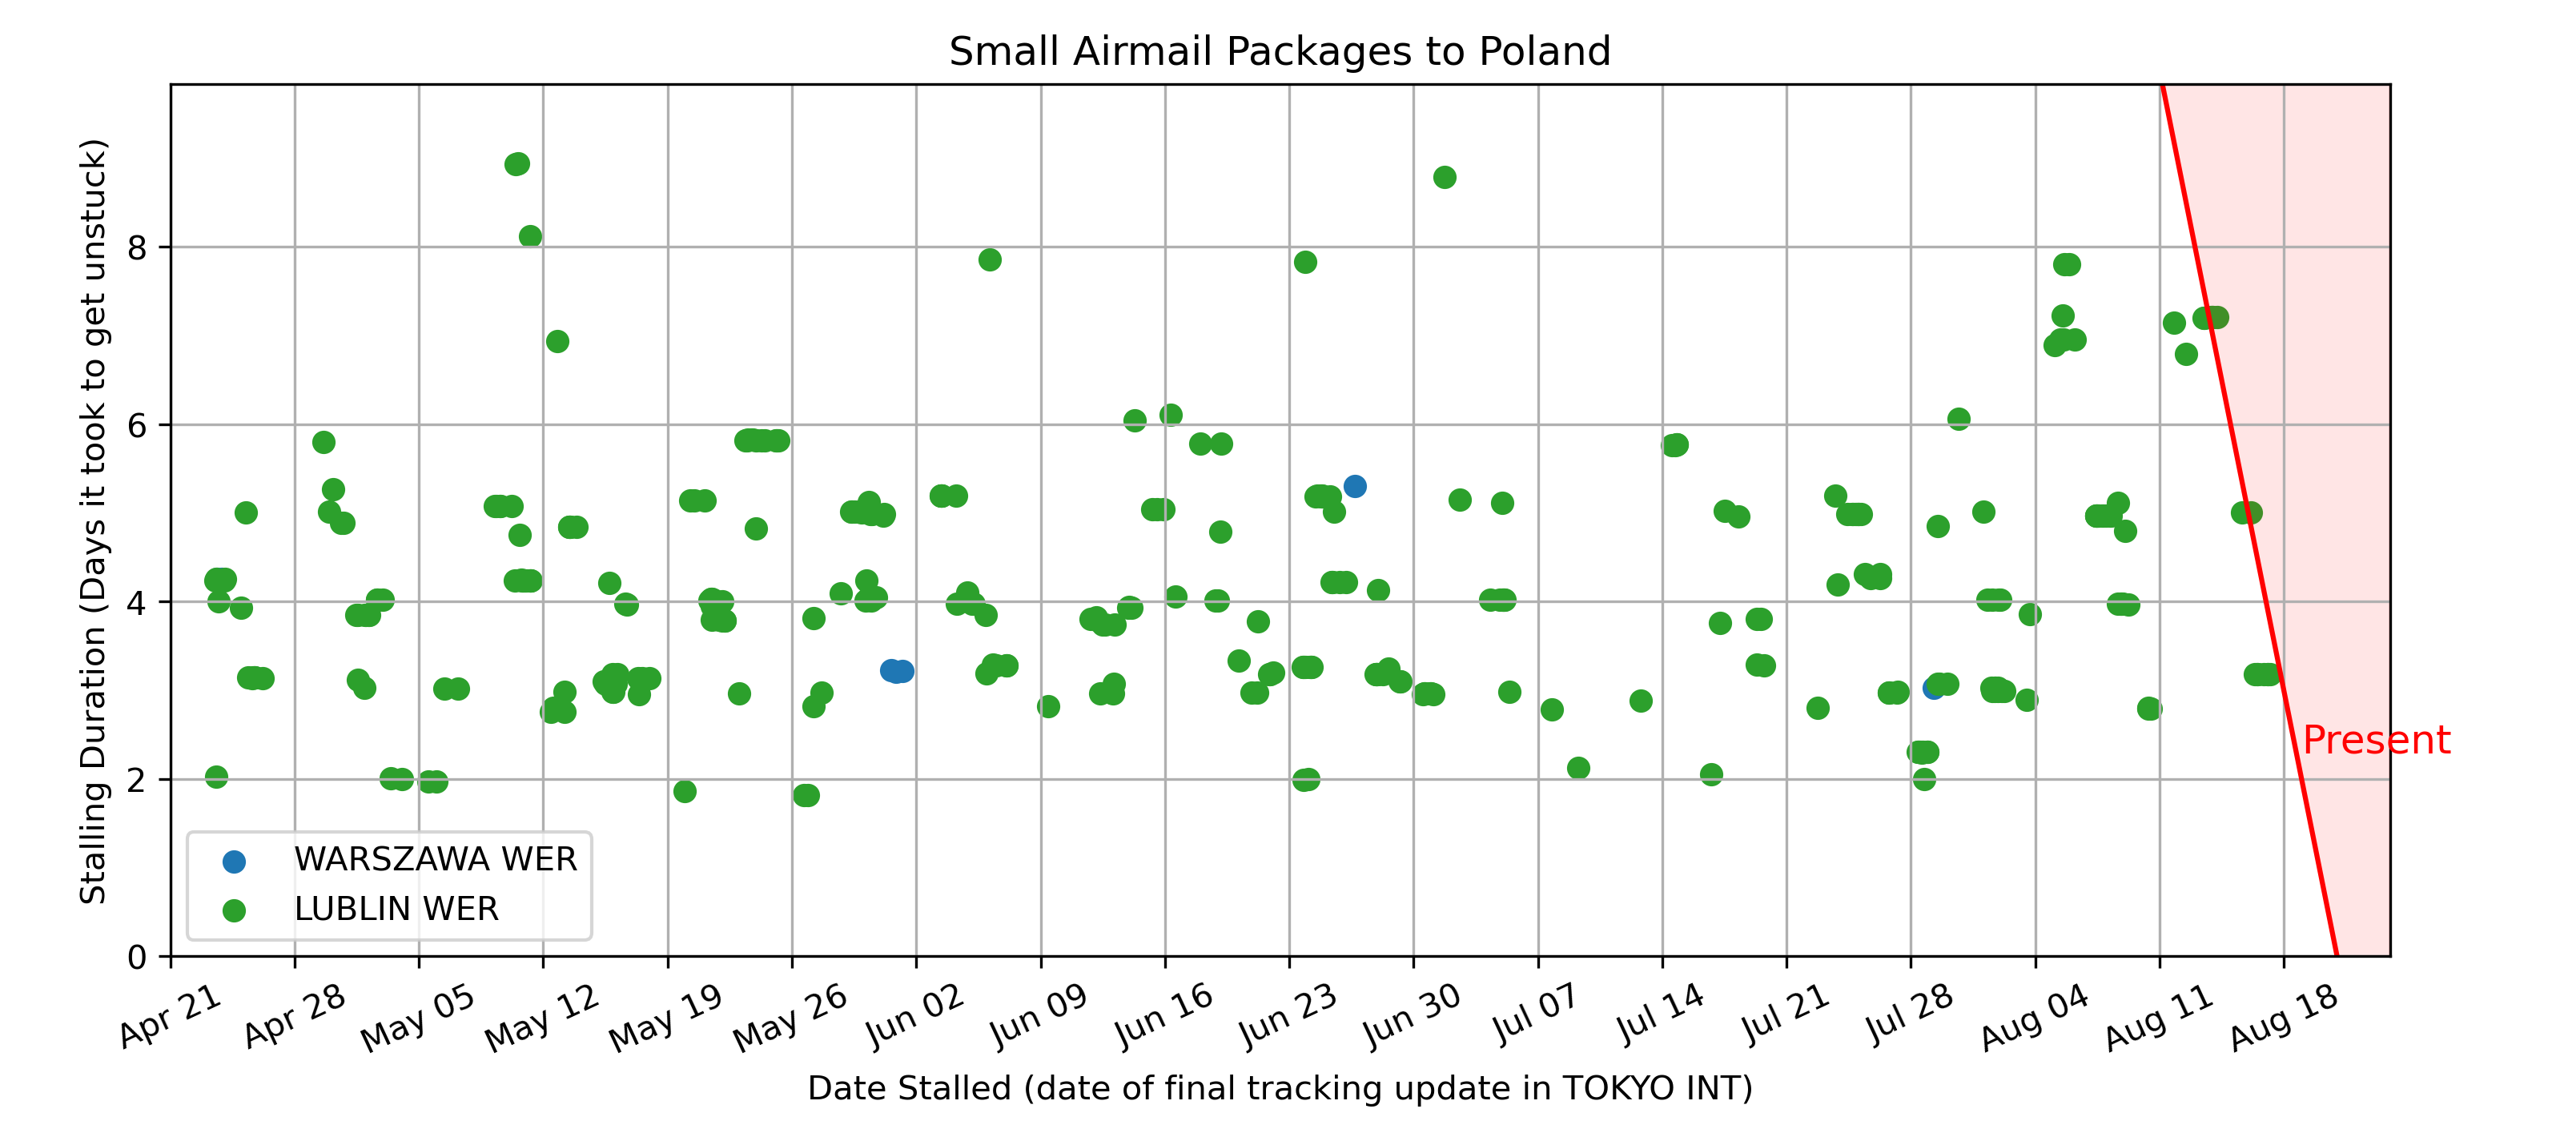 Small Airmail Packages to Poland
Stalling Duration (Days it took to get unstuck)
8
6
4
2
0
Present
WARSZAWA WER
LUBLIN WER
Apr 21 Apr 28 May 05 May 12 May 19 May 26 Jun 02 Jun 09 Jun 16 Jun 23 Jun 30 Jul 07 Jul 14 Jul 21 Jul 28 Aug 04 Aug 11 Aug 18
Date Stalled (date of final tracking update in TOKYO INT)